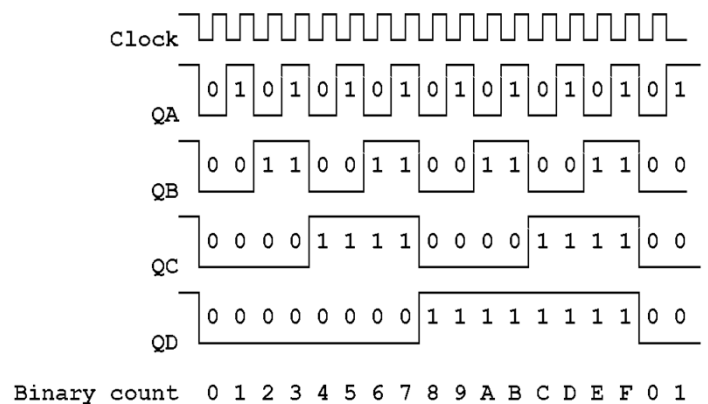 Clock
QA 0 1 0 1 0 1 0 1 0 1 0 1 0 1 0 1 0 1
QB 0 0 1 1 0 0 1 1 0 0 1 1 0 0 1 1 0 0
QC 0 0 0 0 1 1 1 1 0 0 0 0 1 1 1 1 0 0
QD 0 0 0 0 0 0 0 0 1 1 1 1 1 1 1 1 0 0
Binary count 0 1 2 3 4 5 6 7 8 9 A B C D E F 0 1